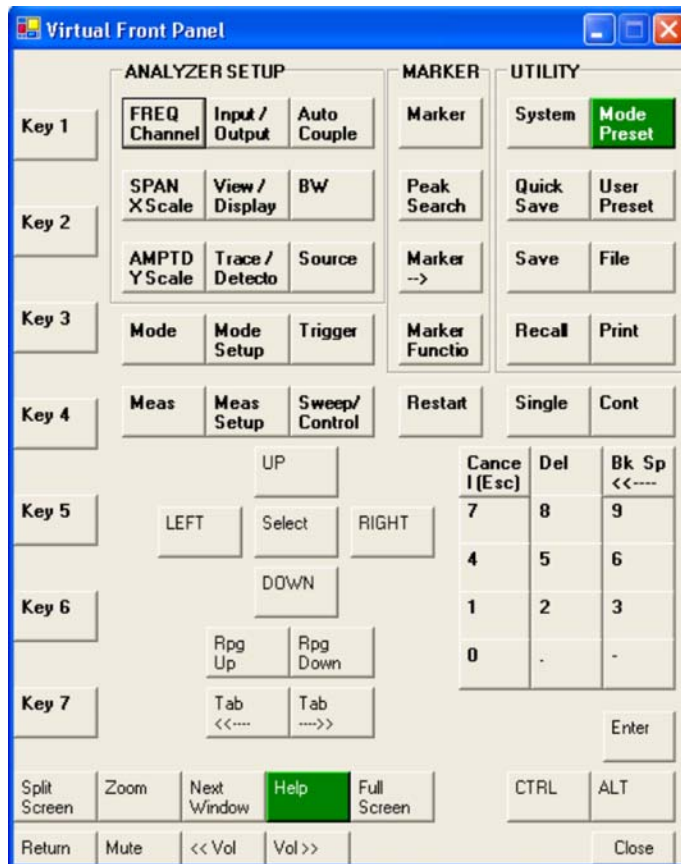 Virtual Front Panel
ANALYZER SETUP
MARKER
UTILITY
Key 1
FREQ
Channel
Input /
Output
Auto
Couple
Marker
System
Mode
Preset
Key 2
SPAN
X Scale
View /
Display
BW
Peak
Search
Quick
Save
User
Preset
AMPTD
Y Scale
Trace /
Detecto
Source
Marker
-->
Save
File
Key 3
Mode
Mode
Setup
Trigger
Marker
Functio
Recall
Print
Key 4
Meas
Meas
Setup
Sweep/
Control
Restart
Single
Cont
UP
Cance
l (Esc)
Del
Bk Sp
<<----
Key 5
LEFT
Select
RIGHT
7
8
9
DOWN
4
5
6
Key 6
1
2
3
Rpg
Up
Rpg
Down
0
.
-
Key 7
Tab
<<----
Tab
---->>
Enter
Split
Screen
Zoom
Next
Window
Help
Full
Screen
CTRL
ALT
Return
Mute
<< Vol
Vol >>
Close